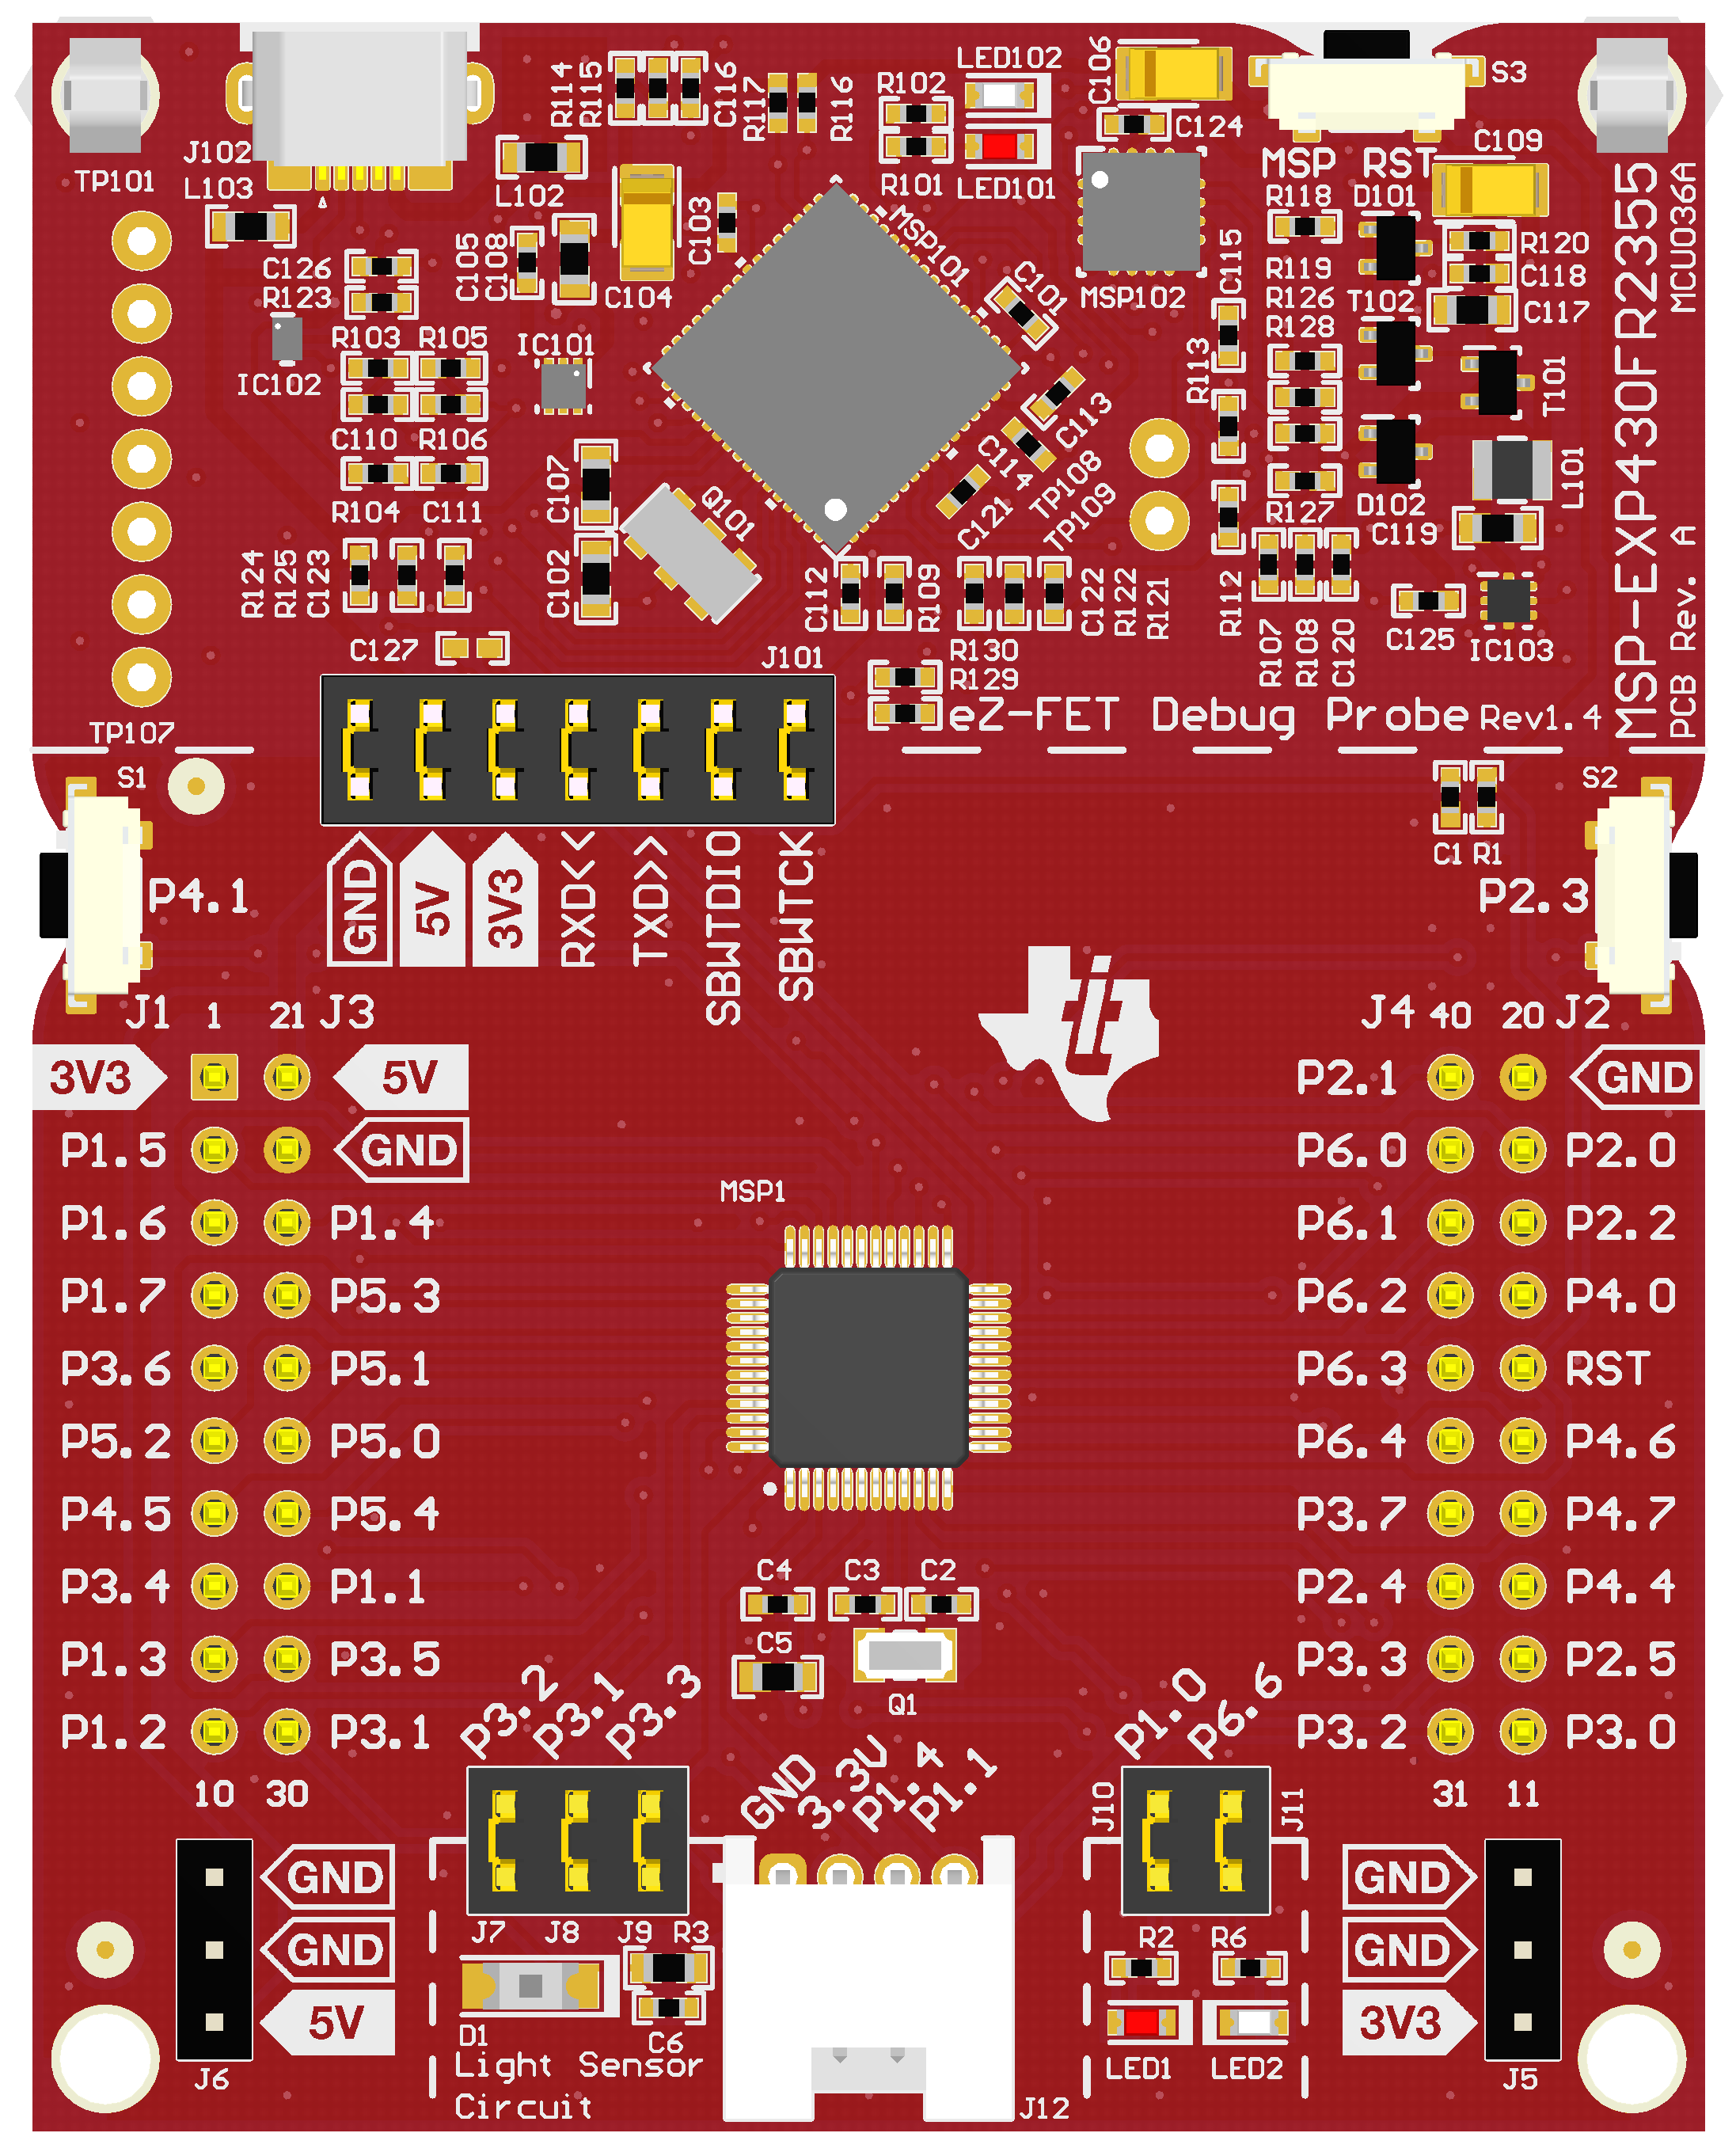 R114
R115
C116
R117
R116
R102
LED102
C106
S3
J102
TP101
L103
L102
R101
LED101
C124
C109
MSP RST
R118
D101
C126
R123
C105
C108
C104
C103
MSP101
C101
MSP102
C115
R119
R126
R128
T102
R120
C118
C117
R103
R105
IC101
IC102
R113
T101
C110
R106
C113
C114
TP108
TP109
C121
L101
R104
C111
C107
Q101
R127
D102
C119
R124
R125
C123
C102
C112
R109
C122
R122
R121
R112
R107
R108
C120
C125
IC103
C127
J101
R130
R129
TP107
eZ-FET Debug Probe Rev1.4
MSP-EXP430FR2355
MCU036A
PCB Rev. A
S1
S2
C1
R1
P4.1
P2.3
GND
5V
3V3
RXD<<
TXD>>
SBWTDIO
SBWTCK
J1 1 21 J3
J4 40 20 J2
3V3 5V P2.1 GND
P1.5 GND P6.0 P2.0
P1.6 P1.4 P6.1 P2.2
P1.7 P5.3 P6.2 P4.0
P3.6 P5.1 P6.3 RST
P5.2 P5.0 P6.4 P4.6
P4.5 P5.4 P3.7 P4.7
P3.4 P1.1 P2.4 P4.4
P1.3 P3.5 P3.3 P2.5
P1.2 P3.1 P3.2 P3.0
10 30 31 11
MSP1
C4
C3
C2
C5
Q1
P3.2
P3.1
P3.3
GND
3.3V
P1.4
P1.1
P1.0
P6.6
J10
J11
GND
GND
5V
J6
J7
J8
J9
R3
D1
C6
Light Sensor
Circuit
J12
R2
R6
LED1
LED2
GND
GND
3V3
J5